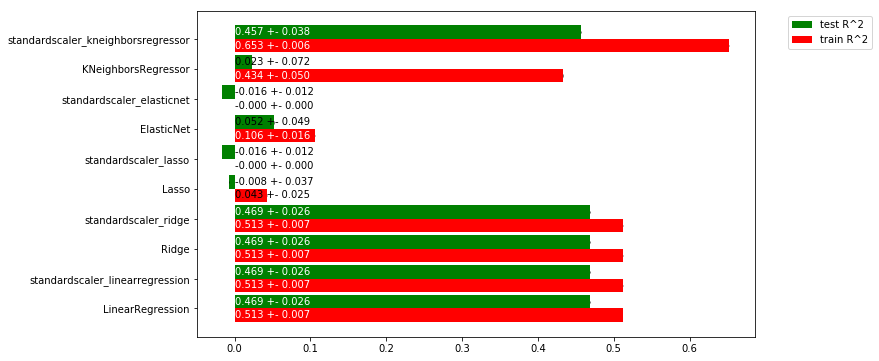 test R^2
train R^2
standardscaler_kneighborsregressor
0.457 +- 0.038
0.653 +- 0.006
KNeighborsRegressor
0.023 +- 0.072
0.434 +- 0.050
standardscaler_elasticnet
-0.016 +- 0.012
-0.000 +- 0.000
ElasticNet
0.052 +- 0.049
0.106 +- 0.016
standardscaler_lasso
-0.016 +- 0.012
-0.000 +- 0.000
Lasso
-0.008 +- 0.037
0.043 +- 0.025
standardscaler_ridge
0.469 +- 0.026
0.513 +- 0.007
Ridge
0.469 +- 0.026
0.513 +- 0.007
standardscaler_linearregression
0.469 +- 0.026
0.513 +- 0.007
LinearRegression
0.469 +- 0.026
0.513 +- 0.007
0.0 0.1 0.2 0.3 0.4 0.5 0.6